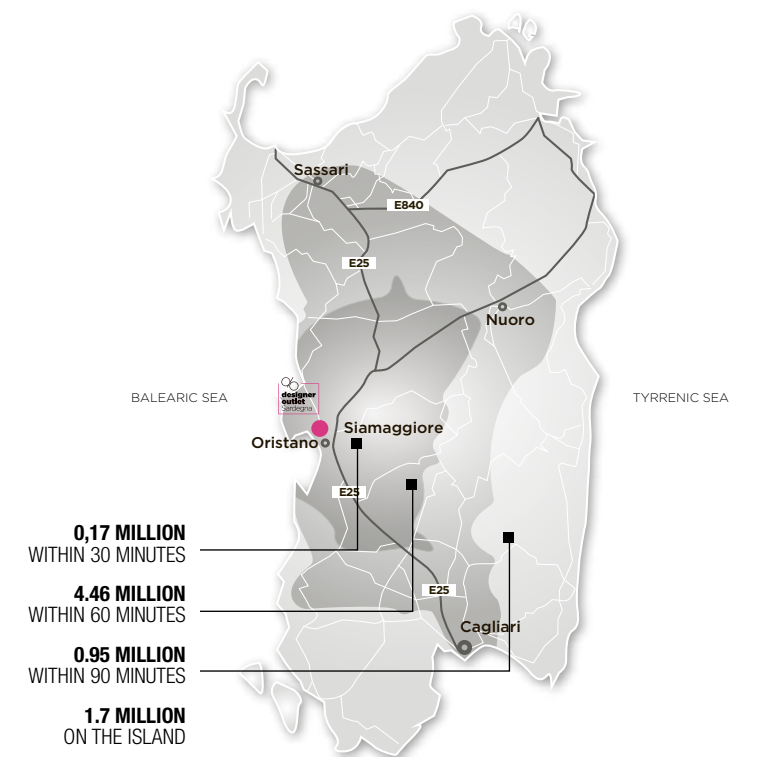 Sassari
E840
E25
Nuoro
BALEARIC SEA
TYRRENIC SEA
designer
outlet
Sardegna
Siamaggiore
Oristano
E25
0,17 MILLION
WITHIN 30 MINUTES
4.46 MILLION
WITHIN 60 MINUTES
E25
Cagliari
0.95 MILLION
WITHIN 90 MINUTES
1.7 MILLION
ON THE ISLAND